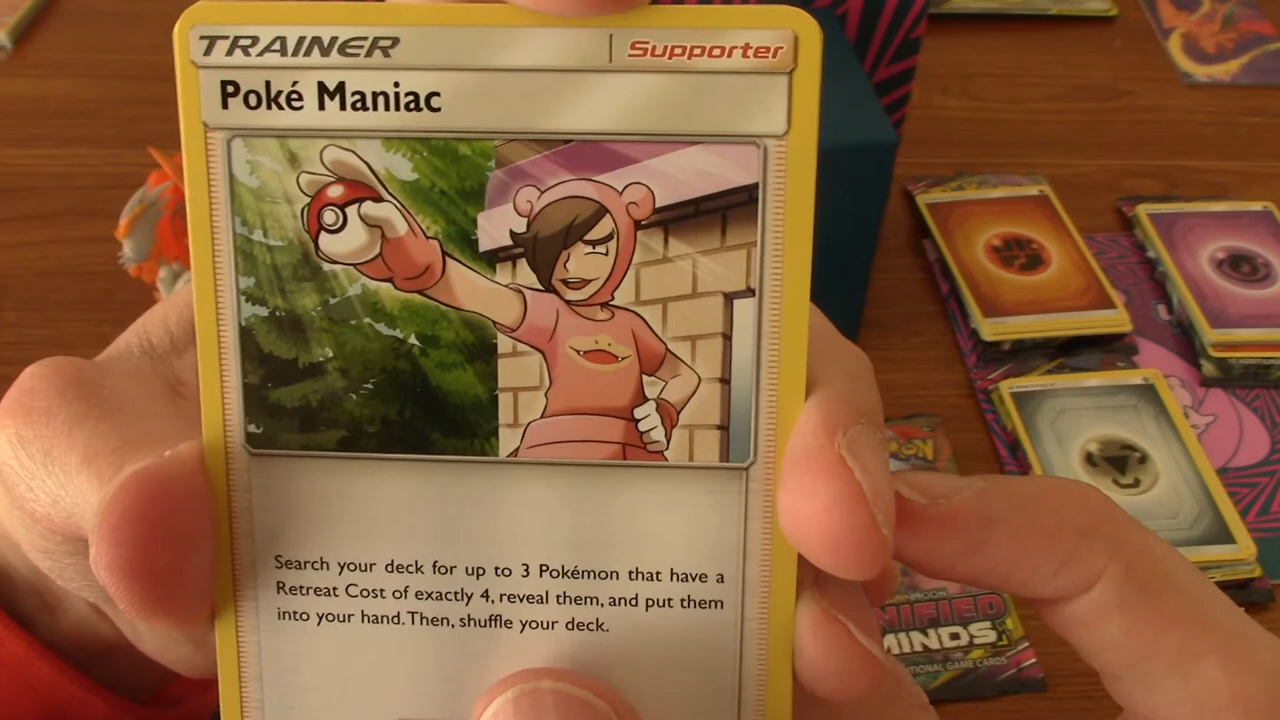 TRAINER
Supporter
Poké Maniac
Search your deck for up to 3 Pokémon that have a
Retreat Cost of exactly 4, reveal them, and put them
into your hand. Then, shuffle your deck.
ENERGY
NIFIED
MINDS